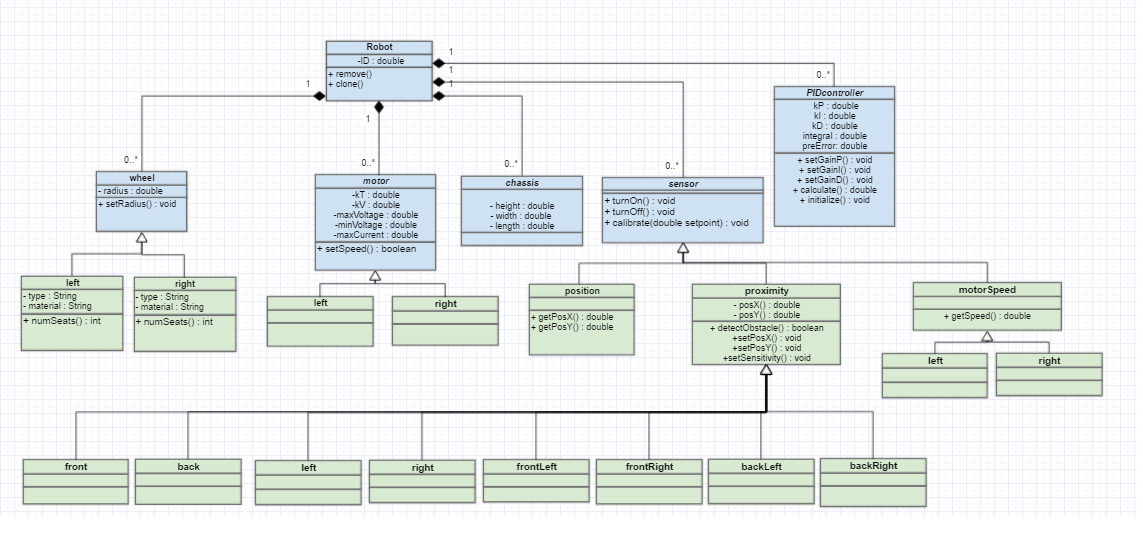 Robot
-ID : double
+ remove()
+ clone()
1
1
1
1
1
0..*
0..*
0..*
0..*
0..*
PIDcontroller
kP : double
kI : double
kD : double
integral : double
preError: double
+ setGainP() : void
+ setGainI() : void
+ setGainD() : void
+ calculate() : double
+ initialize() : void
wheel
- radius : double
+ setRadius() : void
motor
-kT : double
-kV : double
-maxVoltage : double
-minVoltage : double
-maxCurrent : double
+ setSpeed() : boolean
chassis
- height : double
- width : double
- length : double
sensor
+ turnOn() : void
+ turnOff() : void
+ calibrate(double setpoint) : void
left
- type : String
- material : String
+ numSeats() : int
right
- type : String
- material : String
+ numSeats() : int
left
right
position
+ getPosX() : double
+ getPosY() : double
proximity
- posX() : double
- posY() : double
+ detectObstacle() : boolean
+setPosX() : void
+setPosY() : void
+setSensitivity() : void
motorSpeed
+ getSpeed() : double
left
right
front
back
left
right
frontLeft
frontRight
backLeft
backRight